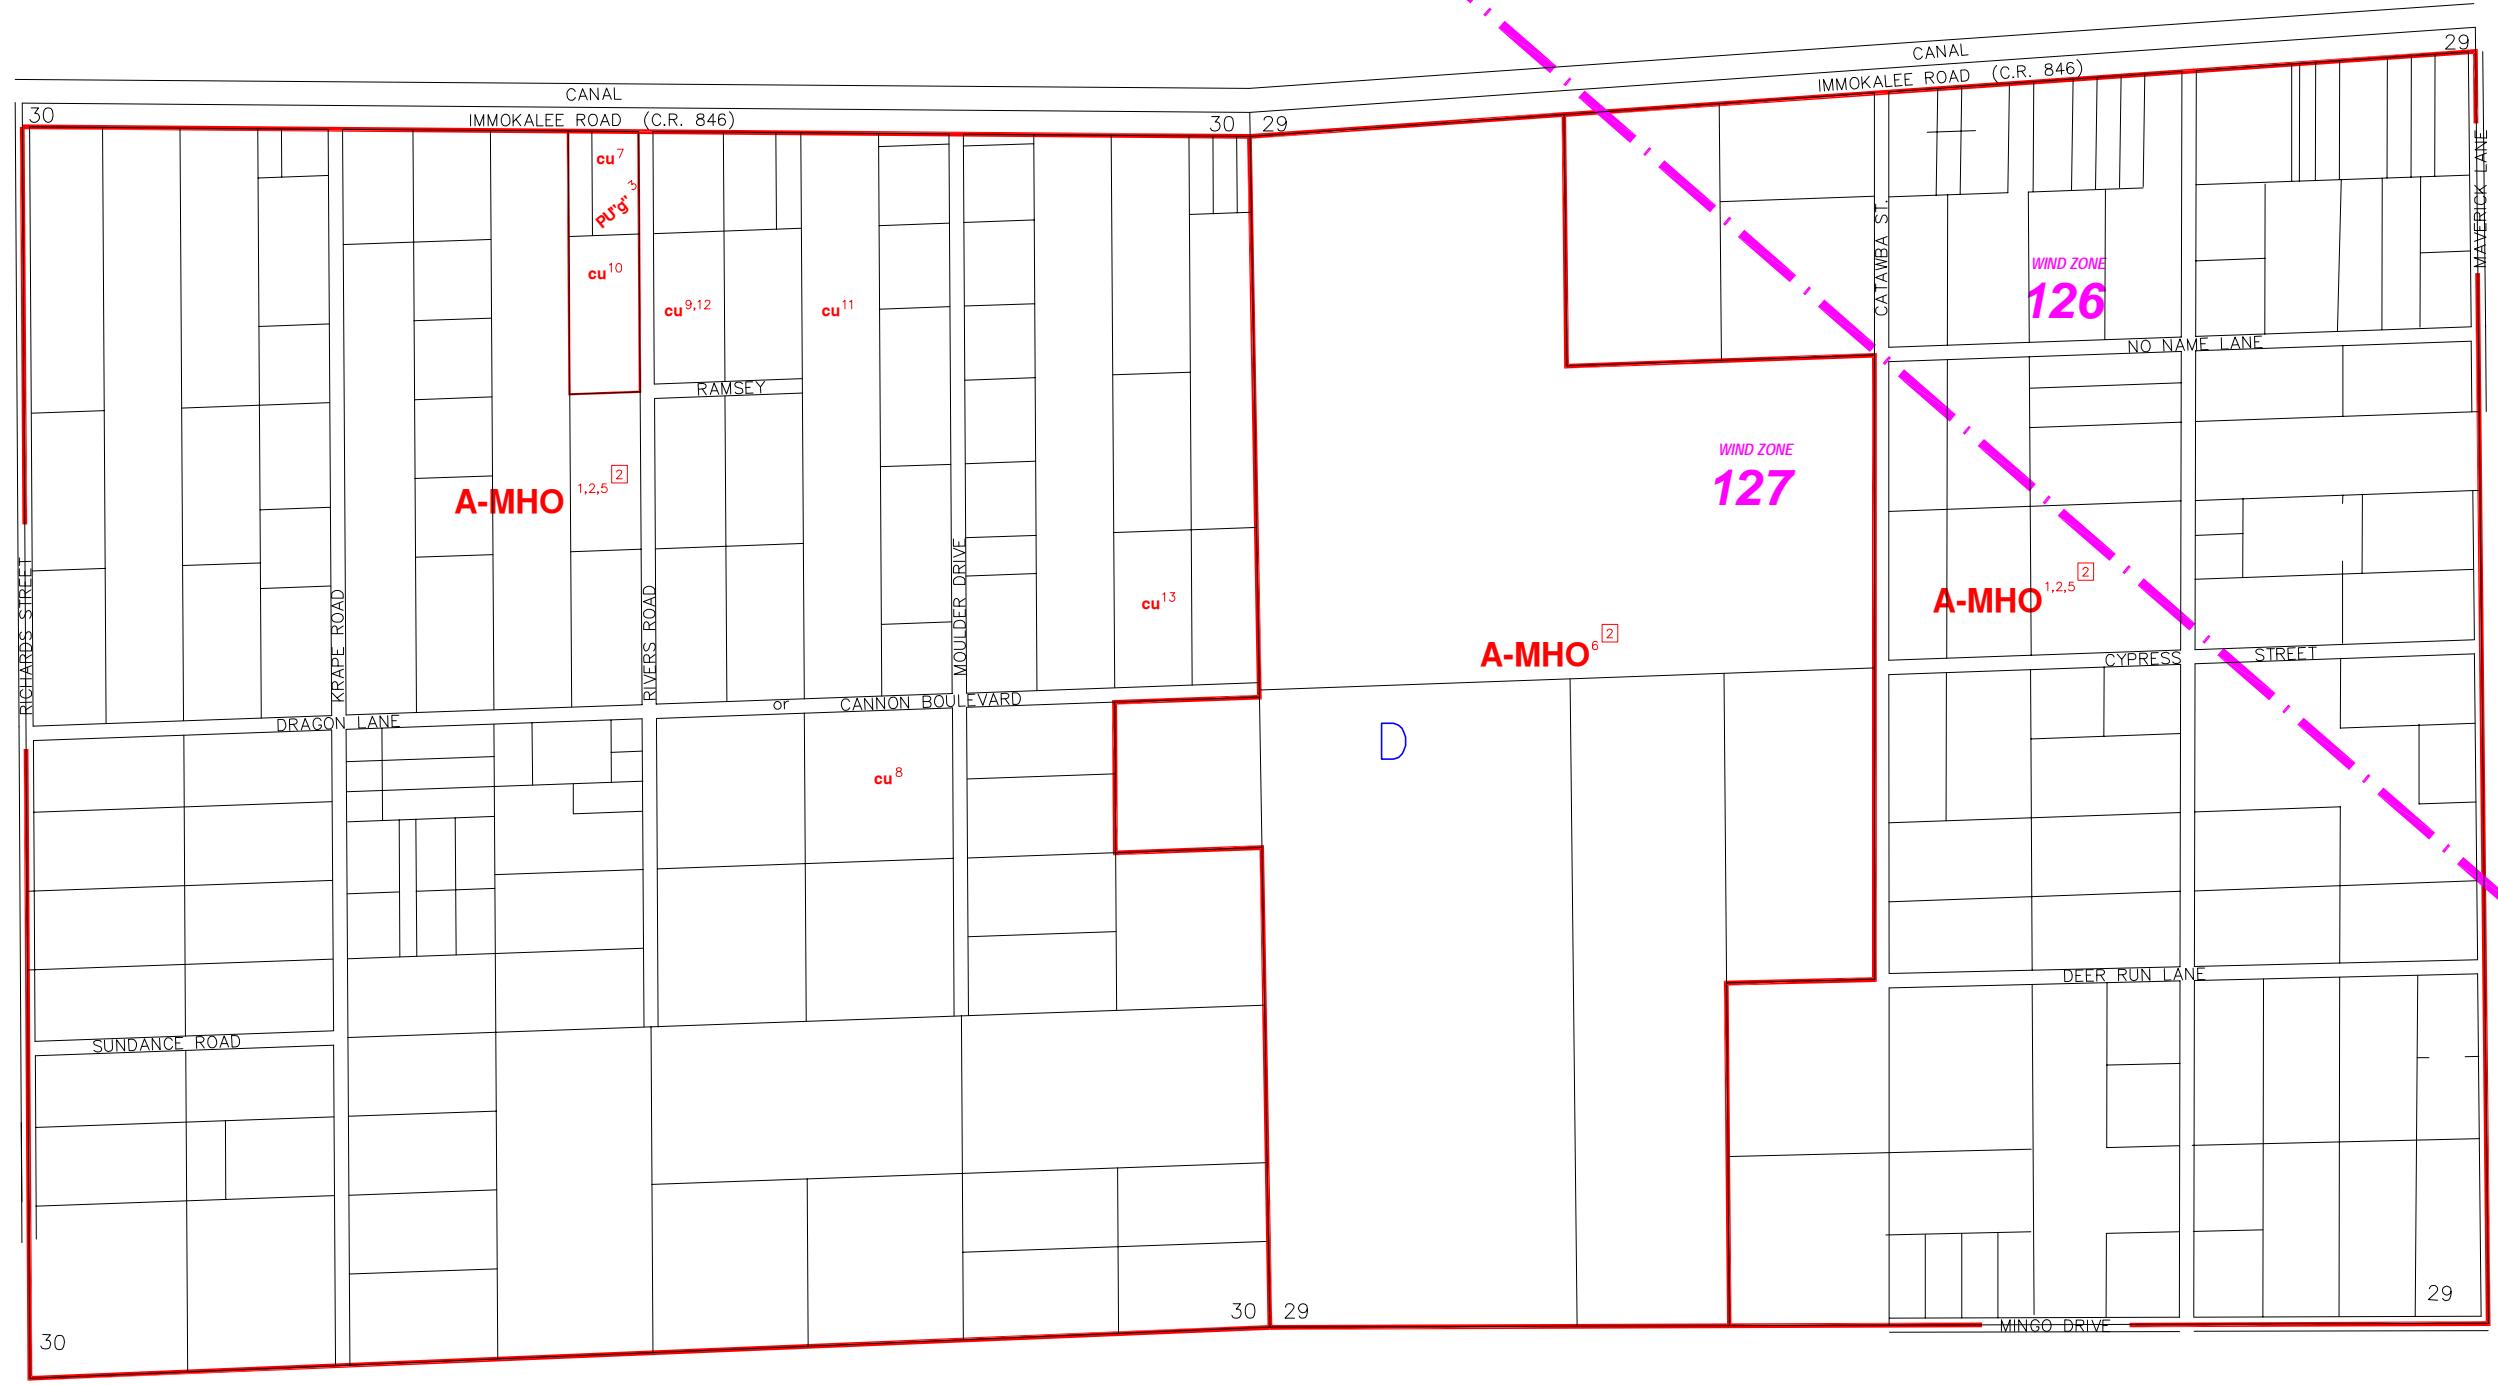 CANAL
29
CANAL
IMMOKALEE ROAD (C.R. 846)
30
IMMOKALEE ROAD (C.R. 846)
30
29
MAVERICK LANE
cu 7
PU"g" 3
cu 10
cu 9,12
cu 11
CATAWBA ST.
WIND ZONE
126
NO NAME LANE
RAMSEY
WIND ZONE
127
A-MHO 1,2,5 2
RICHARDS STREET
KRAPE ROAD
RIVERS ROAD
MOULDER DRIVE
cu 13
A-MHO 6 2
A-MHO 1,2,5 2
CYPRESS STREET
DRAGON LANE or CANNON BOULEVARD
D
cu 8
DEER RUN LANE
SUNDANCE ROAD
29
30
29
MINGO DRIVE
30